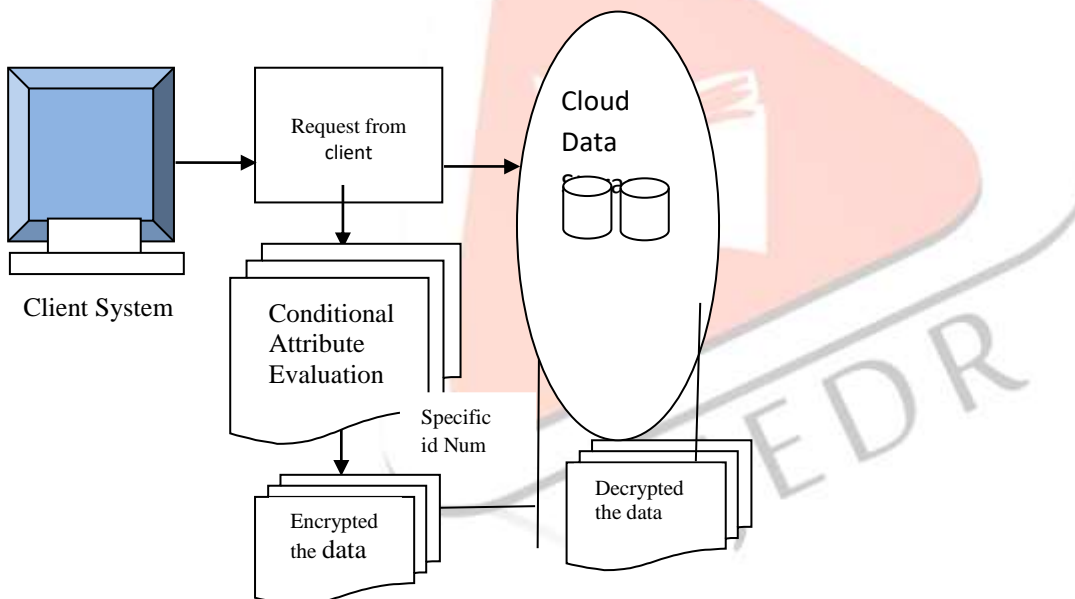 Request from
client
Cloud
Data
Client System
Conditional
Attribute
Evaluation
Specific
id Num
Encrypted
the data
Decrypted
the data
EDR